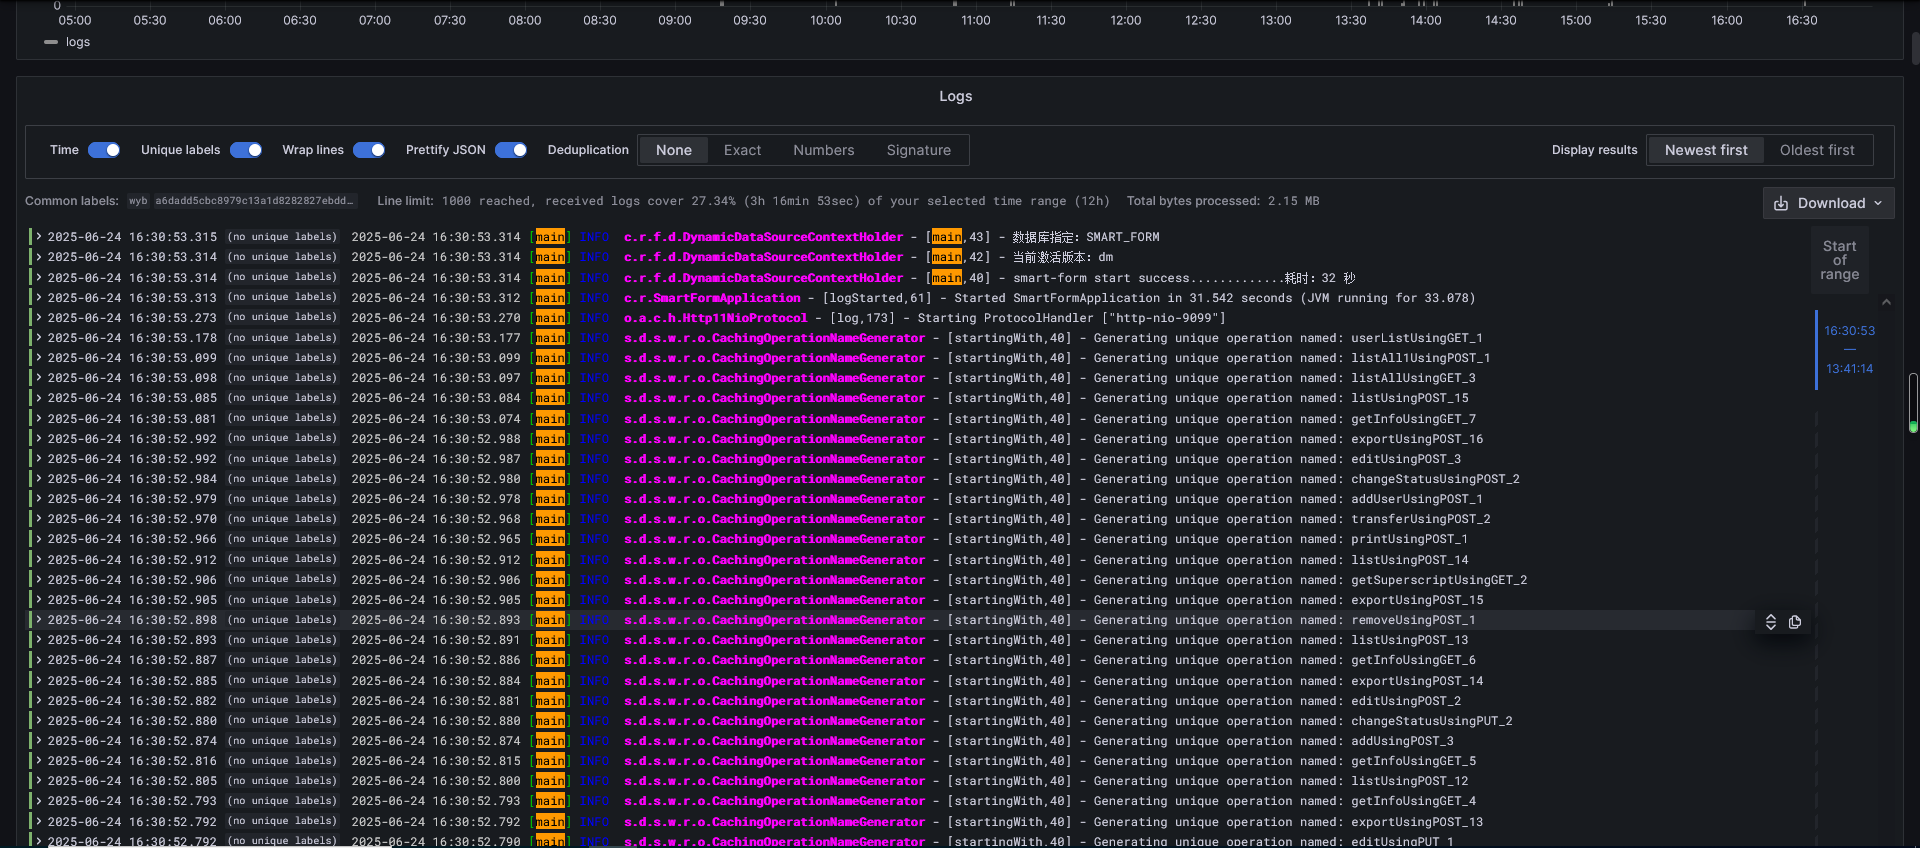 0
05:00 05:30 06:00 06:30 07:00 07:30 08:00 08:30 09:00 09:30 10:00 10:30 11:00 11:30 12:00 12:30 13:00 13:30 14:00 14:30 15:00 15:30 16:00 16:30
logs
Logs
Time Unique labels Wrap lines Prettify JSON Deduplication None Exact Numbers Signature Display results Newest first Oldest first
Common labels: wyb a6dadd5cbc8979c13a1d8282827ebdd… Line limit: 1000 reached, received logs cover 27.34% (3h 16min 53sec) of your selected time range (12h) Total bytes processed: 2.15 MB Download
2025-06-24 16:30:53.315 (no unique labels) 2025-06-24 16:30:53.314 [main] INFO c.r.f.d.DynamicDataSourceContextHolder - [main,43] - 数据库指定: SMART_FORM
2025-06-24 16:30:53.314 (no unique labels) 2025-06-24 16:30:53.314 [main] INFO c.r.f.d.DynamicDataSourceContextHolder - [main,42] - 当前激活版本: dm
2025-06-24 16:30:53.314 (no unique labels) 2025-06-24 16:30:53.314 [main] INFO c.r.f.d.DynamicDataSourceContextHolder - [main,40] - smart-form start success.............耗时: 32 秒
2025-06-24 16:30:53.313 (no unique labels) 2025-06-24 16:30:53.312 [main] INFO c.r.SmartFormApplication - [logStarted,61] - Started SmartFormApplication in 31.542 seconds (JVM running for 33.078)
2025-06-24 16:30:53.273 (no unique labels) 2025-06-24 16:30:53.270 [main] INFO o.a.c.h.Http11NioProtocol - [log,173] - Starting ProtocolHandler ["http-nio-9099"]
2025-06-24 16:30:53.178 (no unique labels) 2025-06-24 16:30:53.177 [main] INFO s.d.s.w.r.o.CachingOperationNameGenerator - [startingWith,40] - Generating unique operation named: userListUsingGET_1
2025-06-24 16:30:53.099 (no unique labels) 2025-06-24 16:30:53.099 [main] INFO s.d.s.w.r.o.CachingOperationNameGenerator - [startingWith,40] - Generating unique operation named: listAll1UsingPOST_1
2025-06-24 16:30:53.098 (no unique labels) 2025-06-24 16:30:53.097 [main] INFO s.d.s.w.r.o.CachingOperationNameGenerator - [startingWith,40] - Generating unique operation named: listAllUsingGET_3
2025-06-24 16:30:53.085 (no unique labels) 2025-06-24 16:30:53.084 [main] INFO s.d.s.w.r.o.CachingOperationNameGenerator - [startingWith,40] - Generating unique operation named: listUsingPOST_15
2025-06-24 16:30:53.081 (no unique labels) 2025-06-24 16:30:53.074 [main] INFO s.d.s.w.r.o.CachingOperationNameGenerator - [startingWith,40] - Generating unique operation named: getInfoUsingGET_7
2025-06-24 16:30:52.992 (no unique labels) 2025-06-24 16:30:52.988 [main] INFO s.d.s.w.r.o.CachingOperationNameGenerator - [startingWith,40] - Generating unique operation named: exportUsingPOST_16
2025-06-24 16:30:52.992 (no unique labels) 2025-06-24 16:30:52.987 [main] INFO s.d.s.w.r.o.CachingOperationNameGenerator - [startingWith,40] - Generating unique operation named: editUsingPOST_3
2025-06-24 16:30:52.984 (no unique labels) 2025-06-24 16:30:52.980 [main] INFO s.d.s.w.r.o.CachingOperationNameGenerator - [startingWith,40] - Generating unique operation named: changeStatusUsingPOST_2
2025-06-24 16:30:52.979 (no unique labels) 2025-06-24 16:30:52.978 [main] INFO s.d.s.w.r.o.CachingOperationNameGenerator - [startingWith,40] - Generating unique operation named: addUserUsingPOST_1
2025-06-24 16:30:52.970 (no unique labels) 2025-06-24 16:30:52.968 [main] INFO s.d.s.w.r.o.CachingOperationNameGenerator - [startingWith,40] - Generating unique operation named: transferUsingPOST_2
2025-06-24 16:30:52.966 (no unique labels) 2025-06-24 16:30:52.965 [main] INFO s.d.s.w.r.o.CachingOperationNameGenerator - [startingWith,40] - Generating unique operation named: printUsingPOST_1
2025-06-24 16:30:52.912 (no unique labels) 2025-06-24 16:30:52.912 [main] INFO s.d.s.w.r.o.CachingOperationNameGenerator - [startingWith,40] - Generating unique operation named: listUsingPOST_14
2025-06-24 16:30:52.906 (no unique labels) 2025-06-24 16:30:52.906 [main] INFO s.d.s.w.r.o.CachingOperationNameGenerator - [startingWith,40] - Generating unique operation named: getSuperscriptUsingGET_2
2025-06-24 16:30:52.905 (no unique labels) 2025-06-24 16:30:52.905 [main] INFO s.d.s.w.r.o.CachingOperationNameGenerator - [startingWith,40] - Generating unique operation named: exportUsingPOST_15
2025-06-24 16:30:52.898 (no unique labels) 2025-06-24 16:30:52.893 [main] INFO s.d.s.w.r.o.CachingOperationNameGenerator - [startingWith,40] - Generating unique operation named: removeUsingPOST_1
2025-06-24 16:30:52.893 (no unique labels) 2025-06-24 16:30:52.891 [main] INFO s.d.s.w.r.o.CachingOperationNameGenerator - [startingWith,40] - Generating unique operation named: listUsingPOST_13
2025-06-24 16:30:52.887 (no unique labels) 2025-06-24 16:30:52.886 [main] INFO s.d.s.w.r.o.CachingOperationNameGenerator - [startingWith,40] - Generating unique operation named: getInfoUsingGET_6
2025-06-24 16:30:52.885 (no unique labels) 2025-06-24 16:30:52.884 [main] INFO s.d.s.w.r.o.CachingOperationNameGenerator - [startingWith,40] - Generating unique operation named: exportUsingPOST_14
2025-06-24 16:30:52.882 (no unique labels) 2025-06-24 16:30:52.881 [main] INFO s.d.s.w.r.o.CachingOperationNameGenerator - [startingWith,40] - Generating unique operation named: editUsingPOST_2
2025-06-24 16:30:52.880 (no unique labels) 2025-06-24 16:30:52.880 [main] INFO s.d.s.w.r.o.CachingOperationNameGenerator - [startingWith,40] - Generating unique operation named: changeStatusUsingPUT_2
2025-06-24 16:30:52.874 (no unique labels) 2025-06-24 16:30:52.874 [main] INFO s.d.s.w.r.o.CachingOperationNameGenerator - [startingWith,40] - Generating unique operation named: addUsingPOST_3
2025-06-24 16:30:52.816 (no unique labels) 2025-06-24 16:30:52.815 [main] INFO s.d.s.w.r.o.CachingOperationNameGenerator - [startingWith,40] - Generating unique operation named: getInfoUsingGET_5
2025-06-24 16:30:52.805 (no unique labels) 2025-06-24 16:30:52.800 [main] INFO s.d.s.w.r.o.CachingOperationNameGenerator - [startingWith,40] - Generating unique operation named: listUsingPOST_12
2025-06-24 16:30:52.793 (no unique labels) 2025-06-24 16:30:52.793 [main] INFO s.d.s.w.r.o.CachingOperationNameGenerator - [startingWith,40] - Generating unique operation named: getInfoUsingGET_4
2025-06-24 16:30:52.792 (no unique labels) 2025-06-24 16:30:52.792 [main] INFO s.d.s.w.r.o.CachingOperationNameGenerator - [startingWith,40] - Generating unique operation named: exportUsingPOST_13
2025-06-24 16:30:52.792 (no unique labels) 2025-06-24 16:30:52.790 [main] INFO s.d.s.w.r.o.CachingOperationNameGenerator - [startingWith,40] - Generating unique operation named: editUsingPUT_1
Start
of
range
16:30:53
—
13:41:14